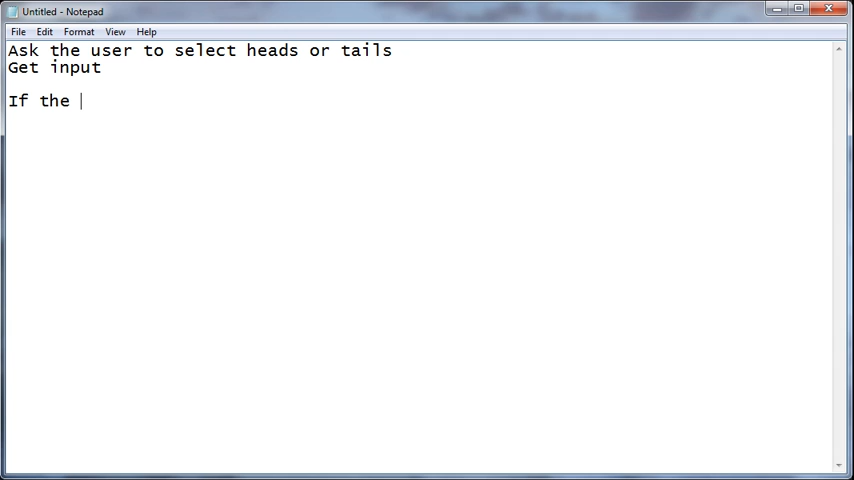 Untitled - Notepad
File Edit Format View Help
Ask the user to select heads or tails
Get input
If the